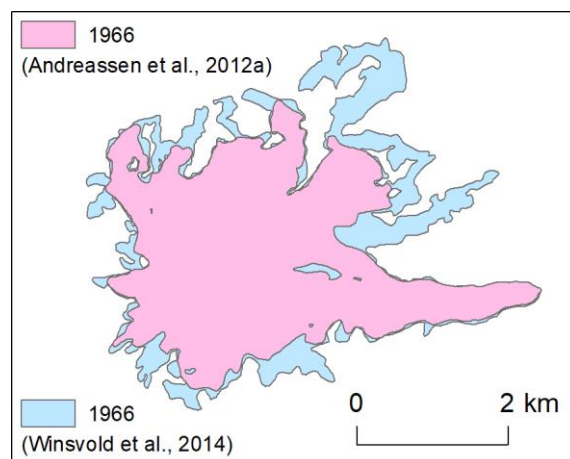 1966
(Andreassen et al., 2012a)
1966
(Winsvold et al., 2014)
0 2 km